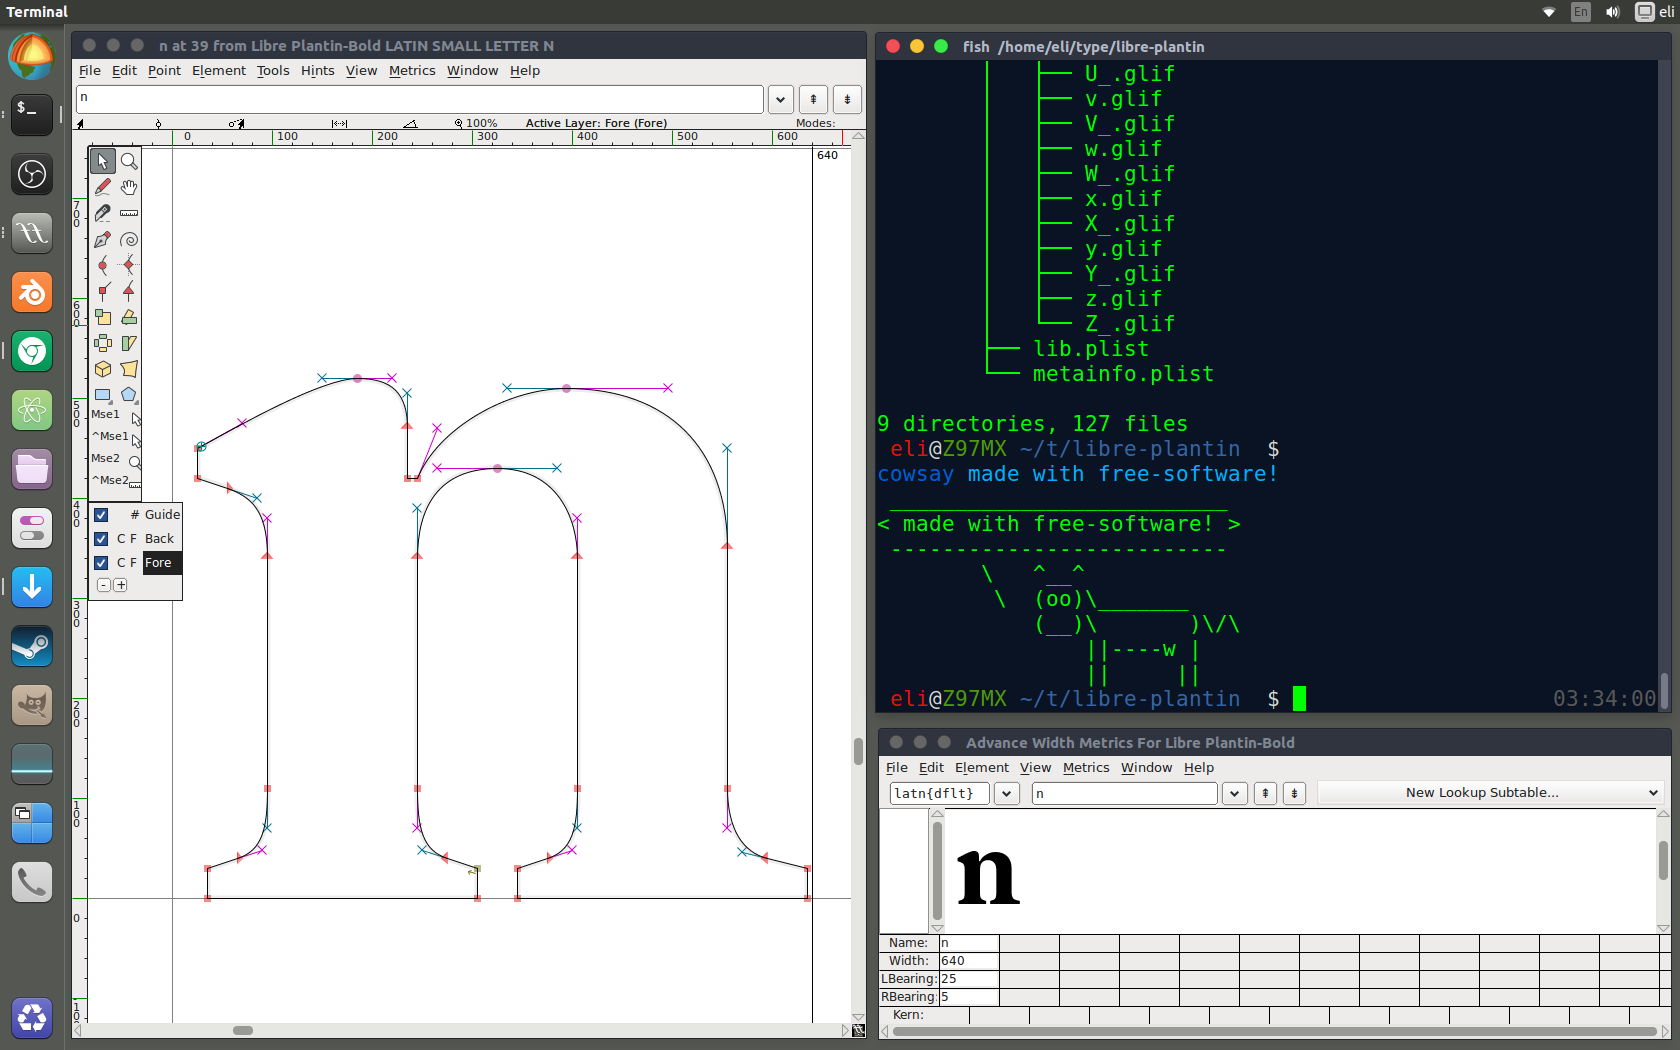 Terminal
En
eli
n at 39 from Libre Plantin-Bold LATIN SMALL LETTER N
File Edit Point Element Tools Hints View Metrics Window Help
n
100% Active Layer: Fore (Fore) Modes:
0 100 200 300 400 500 600
640
700
600
500
400
300
200
100
0
-10
Mse1
^Mse1
Mse2
^Mse2
# Guide
C F Back
C F Fore
- +
$_
fish /home/eli/type/libre-plantin
├── U_.glif
├── v.glif
├── V_.glif
├── w.glif
├── W_.glif
├── x.glif
├── X_.glif
├── y.glif
├── Y_.glif
├── z.glif
└── Z_.glif
├── lib.plist
└── metainfo.plist
9 directories, 127 files
eli@Z97MX ~/t/libre-plantin $
cowsay made with free-software!
__________________________
< made with free-software! >
--------------------------
\ ^__^
\ (oo)\_______
(__)\ )\/\
||----w |
|| ||
eli@Z97MX ~/t/libre-plantin $ 03:34:00
Advance Width Metrics For Libre Plantin-Bold
File Edit Element View Metrics Window Help
latn{dflt} n New Lookup Subtable...
n
Name: n
Width: 640
LBearing: 25
RBearing: 5
Kern: